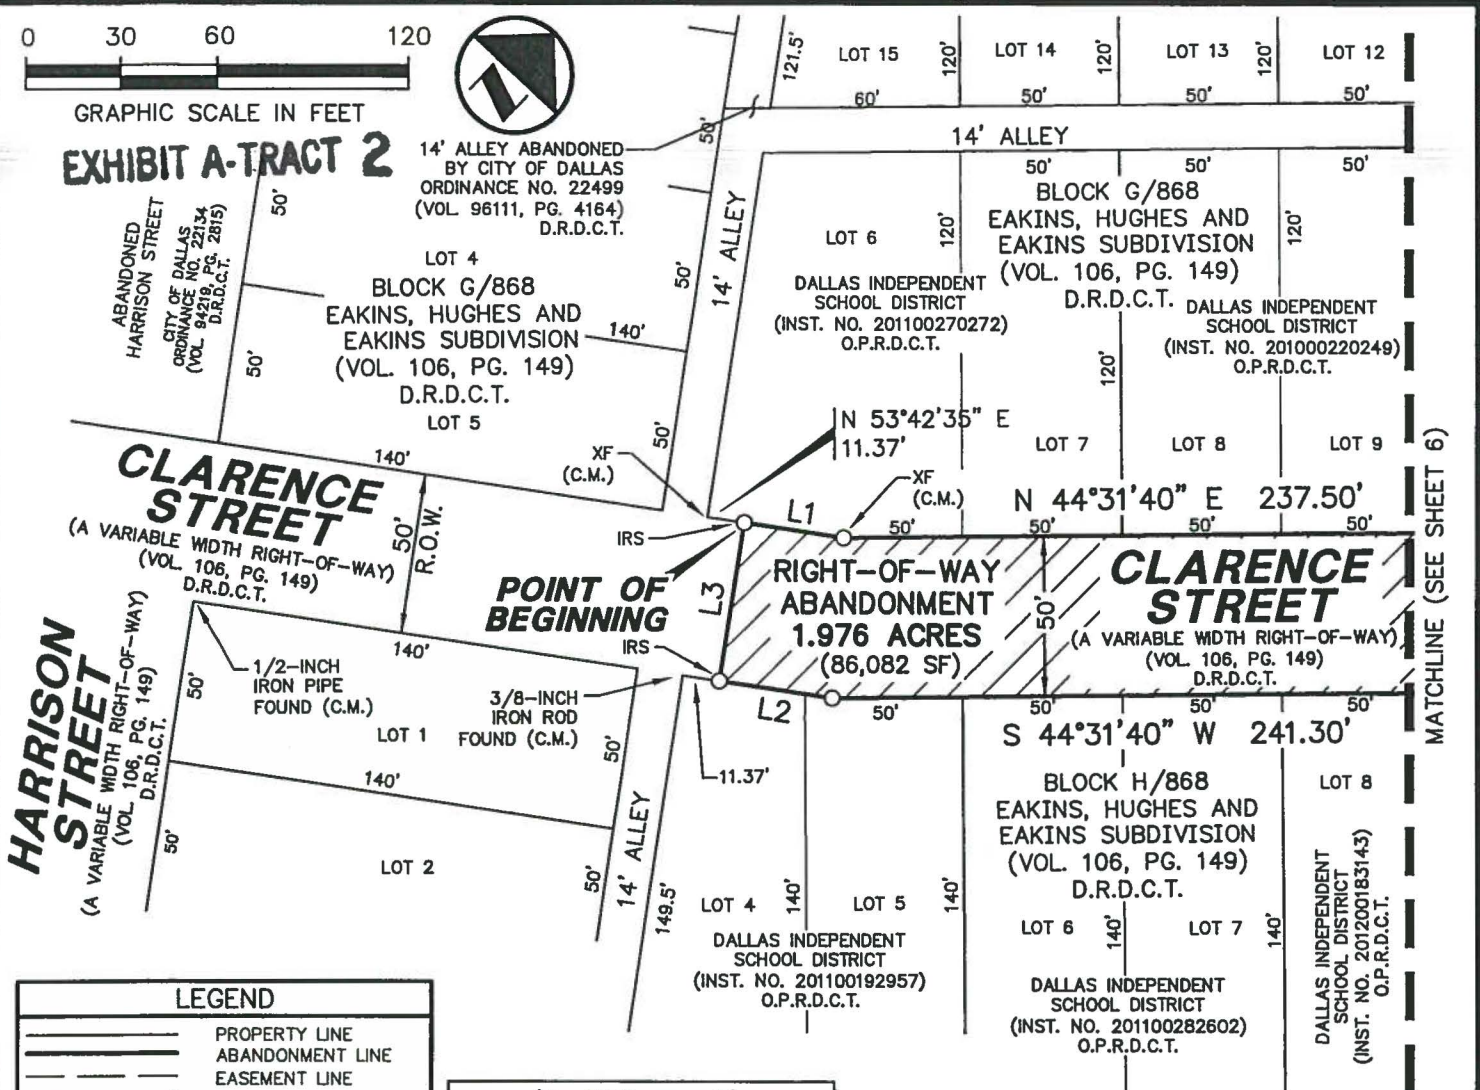 0 30 60 120
GRAPHIC SCALE IN FEET
EXHIBIT A-TRACT 2
14' ALLEY ABANDONED
BY CITY OF DALLAS
ORDINANCE NO. 22499
(VOL. 96111, PG. 4164)
D.R.D.C.T.
121.5'
LOT 15
120'
LOT 14
120'
LOT 13
120'
LOT 12
60'
50'
50'
50'
14' ALLEY
50'
50'
50'
50'
ABANDONED
HARRISON STREET
CITY OF DALLAS
ORDINANCE NO. 22134
(VOL. 94219, PG. 2815)
D.R.D.C.T.
50'
50'
LOT 4
BLOCK G/868
EAKINS, HUGHES AND
EAKINS SUBDIVISION
(VOL. 106, PG. 149)
D.R.D.C.T.
LOT 5
140'
50'
50'
14' ALLEY
LOT 6
120'
DALLAS INDEPENDENT
SCHOOL DISTRICT
(INST. NO. 201100270272)
O.P.R.D.C.T.
BLOCK G/868
EAKINS, HUGHES AND
EAKINS SUBDIVISION
(VOL. 106, PG. 149)
D.R.D.C.T.
120'
120'
DALLAS INDEPENDENT
SCHOOL DISTRICT
(INST. NO. 201000220249)
O.P.R.D.C.T.
LOT 7
LOT 8
LOT 9
N 53°42'35" E
11.37'
XF
(C.M.)
XF
(C.M.)
N 44°31'40" E 237.50'
140'
CLARENCE
STREET
(A VARIABLE WIDTH RIGHT-OF-WAY)
(VOL. 106, PG. 149)
D.R.D.C.T.
50'
R.O.W.
IRS
L1
50'
50'
50'
50'
POINT OF
BEGINNING
L3
RIGHT-OF-WAY
ABANDONMENT
1.976 ACRES
(86,082 SF)
50'
CLARENCE
STREET
(A VARIABLE WIDTH RIGHT-OF-WAY)
(VOL. 106, PG. 149)
D.R.D.C.T.
MATCHLINE (SEE SHEET 6)
HARRISON
STREET
(A VARIABLE WIDTH RIGHT-OF-WAY)
(VOL. 106, PG. 149)
D.R.D.C.T.
50'
50'
1/2-INCH
IRON PIPE
FOUND (C.M.)
140'
IRS
3/8-INCH
IRON ROD
FOUND (C.M.)
L2
50'
50'
50'
50'
S 44°31'40" W 241.30'
LOT 1
50'
140'
11.37'
LOT 2
50'
14' ALLEY
149.5'
LOT 4
140'
LOT 5
140'
DALLAS INDEPENDENT
SCHOOL DISTRICT
(INST. NO. 201100192957)
O.P.R.D.C.T.
BLOCK H/868
EAKINS, HUGHES AND
EAKINS SUBDIVISION
(VOL. 106, PG. 149)
D.R.D.C.T.
LOT 6
140'
LOT 7
140'
DALLAS INDEPENDENT
SCHOOL DISTRICT
(INST. NO. 201100282602)
O.P.R.D.C.T.
LOT 8
DALLAS INDEPENDENT
SCHOOL DISTRICT
(INST. NO. 201200183143)
O.P.R.D.C.T.
LEGEND
PROPERTY LINE
ABANDONMENT LINE
EASEMENT LINE